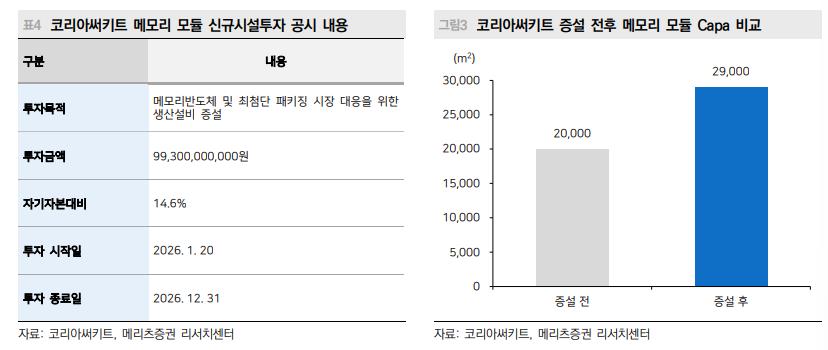 표4 코리아써키트 메모리 모듈 신규시설투자 공시 내용
구분 내용
투자목적 메모리반도체 및 최첨단 패키징 시장 대응을 위한
생산설비 증설
투자금액 99,300,000,000원
자기자본대비 14.6%
투자 시작일 2026. 1. 20
투자 종료일 2026. 12. 31
자료: 코리아써키트, 메리츠증권 리서치센터
그림3 코리아써키트 증설 전후 메모리 모듈 Capa 비교
(m²)
30,000
25,000
20,000
15,000
10,000
5,000
0
20,000
29,000
증설 전
증설 후
자료: 코리아써키트, 메리츠증권 리서치센터